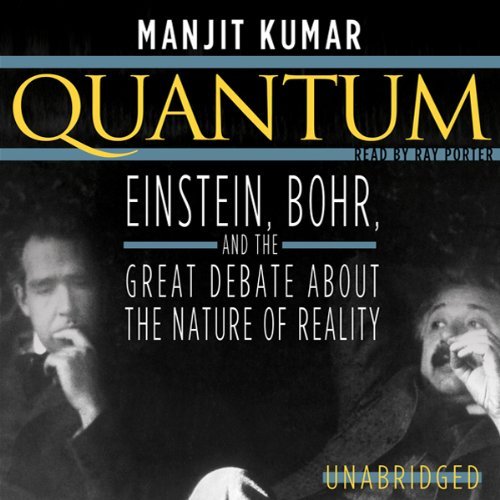 MANJIT KUMAR
QUANTUM
READ BY RAY PORTER
EINSTEIN, BOHR,
AND THE
GREAT DEBATE ABOUT
THE NATURE OF REALITY
UNABRIDGED